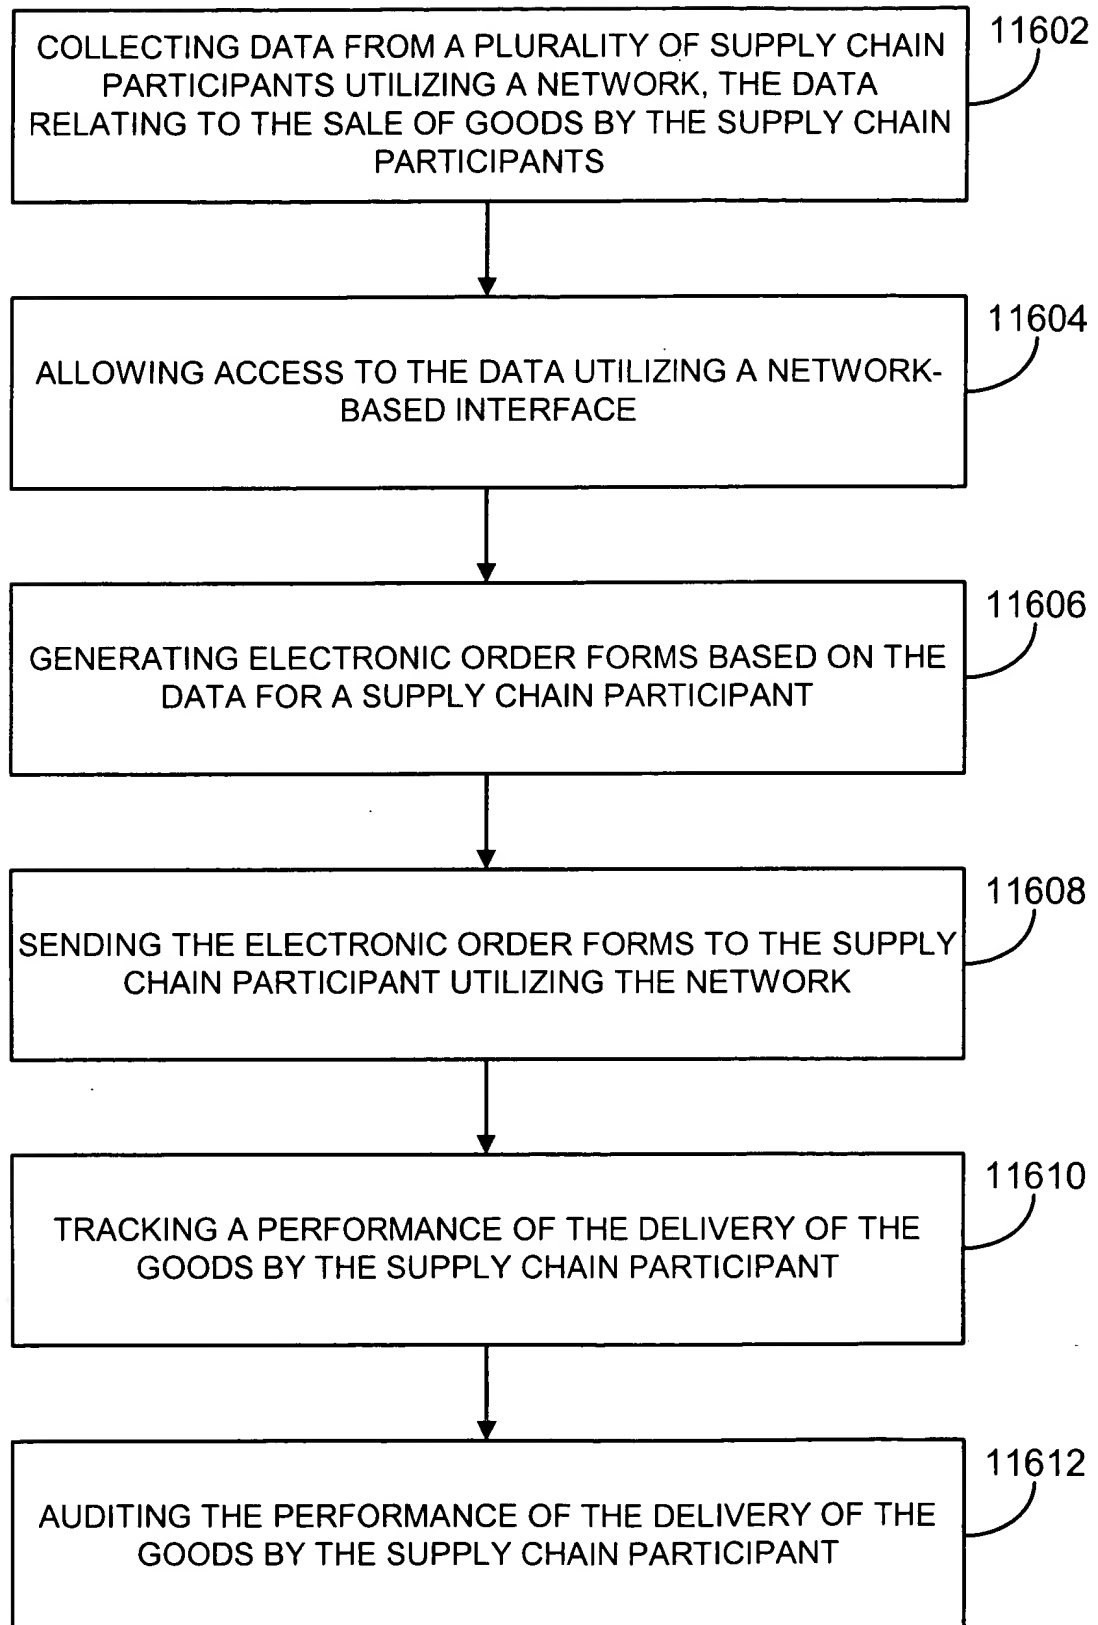 COLLECTING DATA FROM A PLURALITY OF SUPPLY CHAIN
PARTICIPANTS UTILIZING A NETWORK, THE DATA
RELATING TO THE SALE OF GOODS BY THE SUPPLY CHAIN
PARTICIPANTS
11602
ALLOWING ACCESS TO THE DATA UTILIZING A NETWORK-
BASED INTERFACE
11604
GENERATING ELECTRONIC ORDER FORMS BASED ON THE
DATA FOR A SUPPLY CHAIN PARTICIPANT
11606
SENDING THE ELECTRONIC ORDER FORMS TO THE SUPPLY
CHAIN PARTICIPANT UTILIZING THE NETWORK
11608
TRACKING A PERFORMANCE OF THE DELIVERY OF THE
GOODS BY THE SUPPLY CHAIN PARTICIPANT
11610
AUDITING THE PERFORMANCE OF THE DELIVERY OF THE
GOODS BY THE SUPPLY CHAIN PARTICIPANT
11612